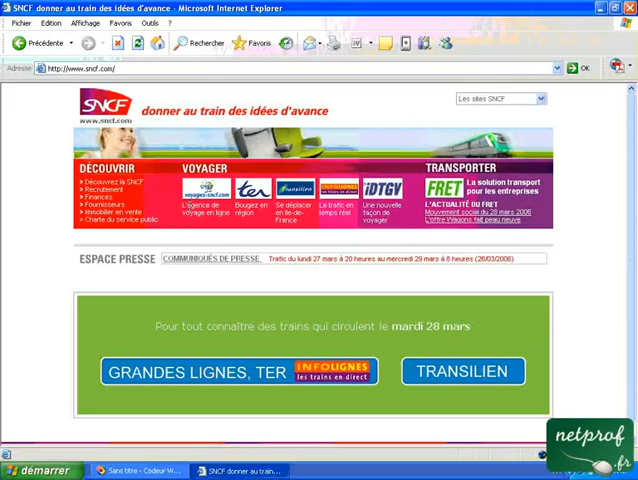 SNCF donner au train des idées d'avance - Microsoft Internet Explorer
Fichier Edition Affichage Favoris Outils ?
Précédente Rechercher Favoris
Adresse http://www.sncf.com/ OK
SNCF
www.sncf.com
donner au train des idées d'avance
Les sites SNCF
DÉCOUVRIR
> Découvrez la SNCF
> Recrutement
> Finances
> Fournisseurs
> Immobilier en vente
> Charte du service public
VOYAGER
voyages-sncf.com
L'agence de voyage en ligne
ter
Bougez en région
Transilien
Se déplacer en Ile-de-France
INFOLIGNES
les trains en direct
Le trafic en temps réel
iDTGV
Une nouvelle façon de voyager
TRANSPORTER
FRET
La solution transport
pour les entreprises
L'ACTUALITÉ DU FRET
Mouvement social du 28 mars 2006
L'offre Wagons fait peau neuve
ESPACE PRESSE COMMUNIQUÉS DE PRESSE Trafic du lundi 27 mars à 20 heures au mercredi 29 mars à 8 heures (26/03/2006)
Pour tout connaître des trains qui circulent le mardi 28 mars
GRANDES LIGNES, TER INFOLIGNES
les trains en direct
TRANSILIEN
netprof
.fr
démarrer Sans titre - Codeur W... SNCF donner au train...